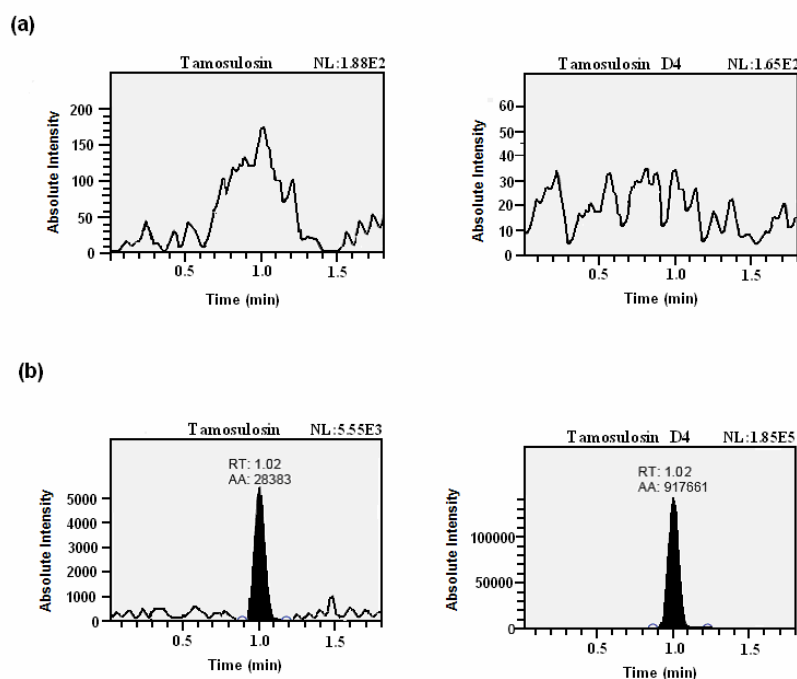 (a)
Tamosulosin NL:1.88E2
Absolute Intensity
200
150
100
50
0
0.5 1.0 1.5
Time (min)
Tamosulosin D4 NL:1.65E2
Absolute Intensity
60
50
40
30
20
10
0
0.5 1.0 1.5
Time (min)
(b)
Tamosulosin NL:5.55E3
RT: 1.02
AA: 28383
Absolute Intensity
5000
4000
3000
2000
1000
0
0.5 1.0 1.5
Time (min)
Tamosulosin D4 NL:1.85E5
RT: 1.02
AA: 917661
Absolute Intensity
100000
50000
0
0.5 1.0 1.5
Time (min)